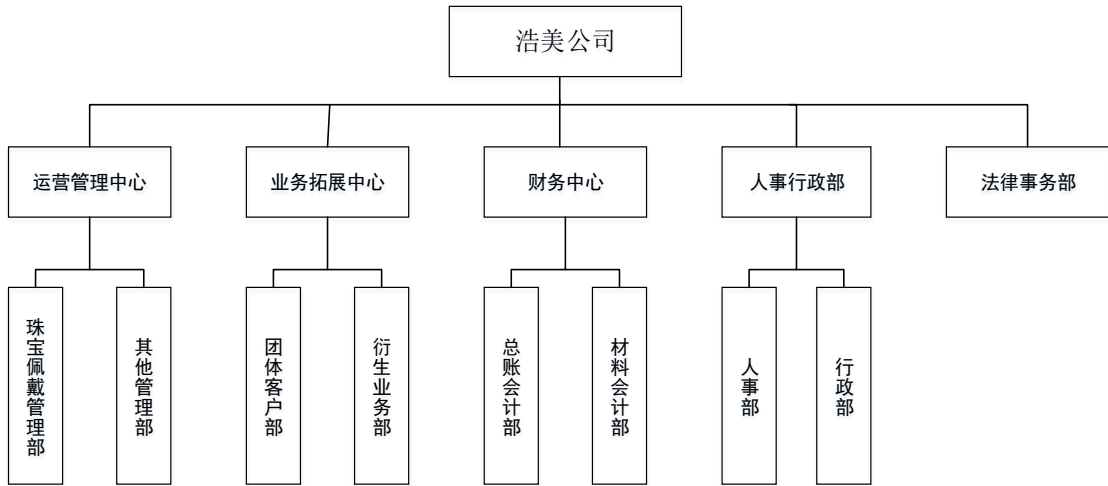 浩美公司
运营管理中心
业务拓展中心
财务中心
人事行政部
法律事务部
珠宝佩戴管理部
其他管理部
团体客户部
衍生业务部
总账会计部
材料会计部
人事部
行政部